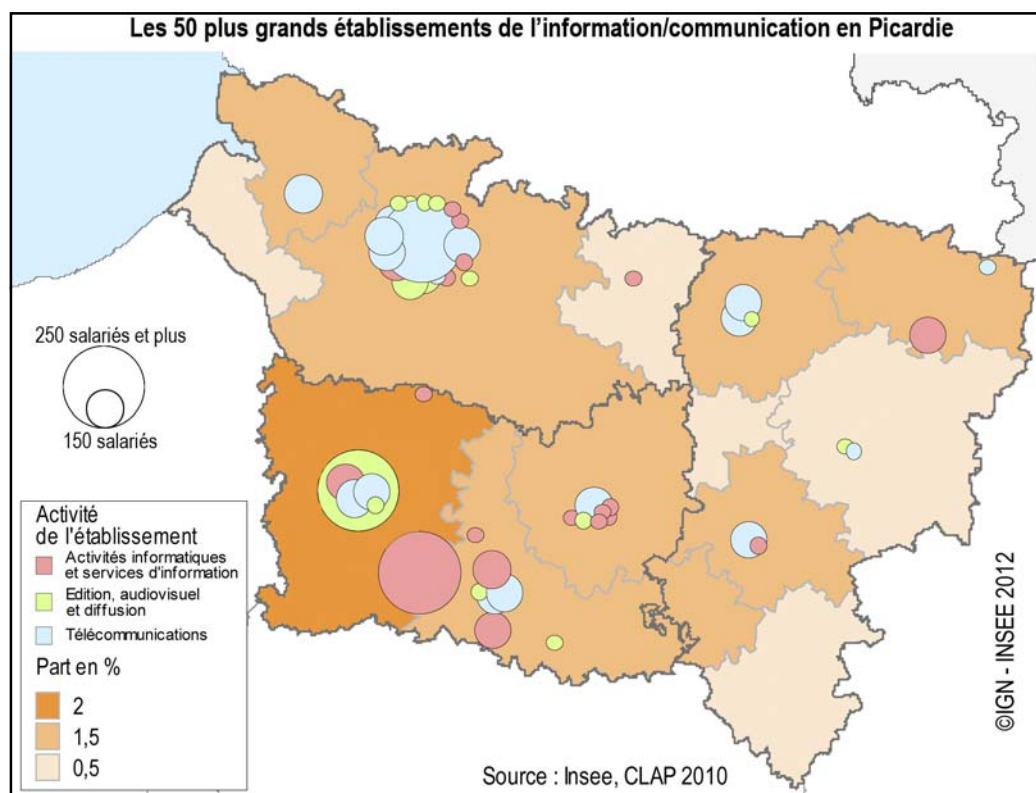 Les 50 plus grands établissements de l'information/communication en Picardie
250 salariés et plus
150 salariés
Activité
de l'établissement
Activités informatiques
et services d'information
Edition, audiovisuel
et diffusion
Télécommunications
Part en %
2
1,5
0,5
Source : Insee, CLAP 2010
©IGN - INSEE 2012